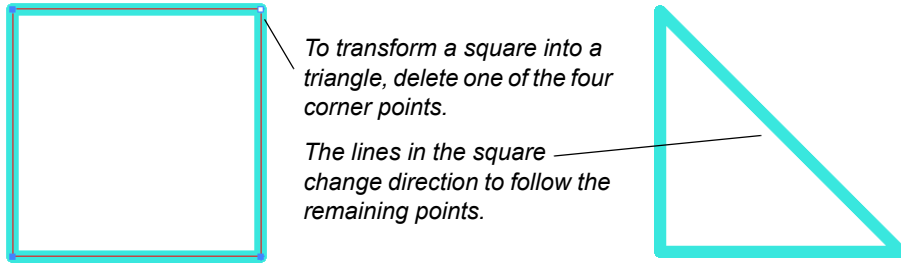 To transform a square into a
triangle, delete one of the four
corner points.
The lines in the square
change direction to follow the
remaining points.